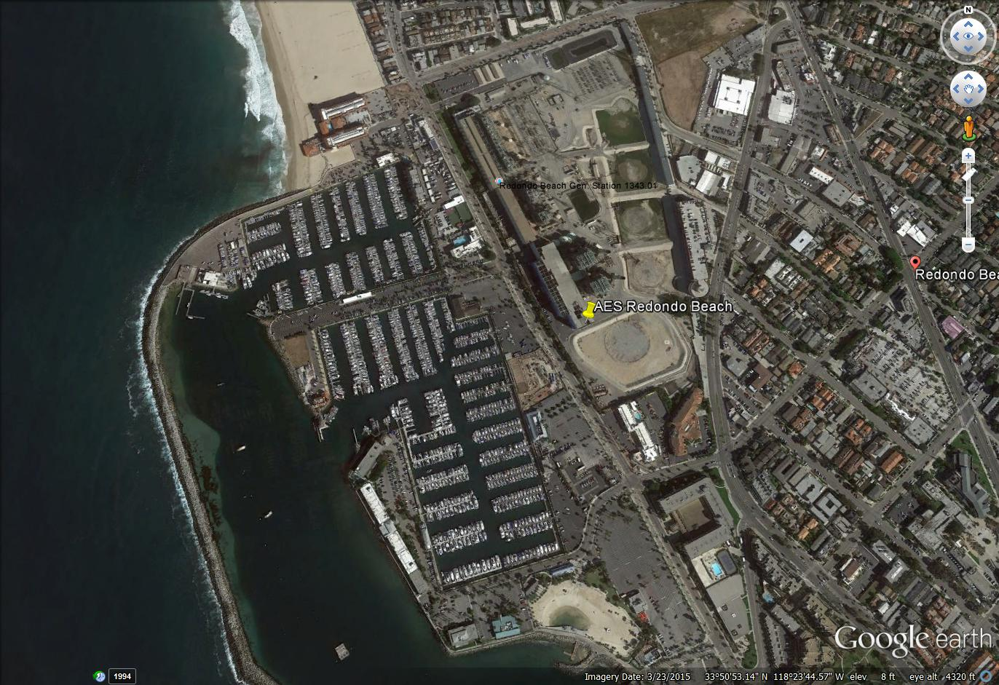 N
Redondo Beach Gen. Station 1343.01
Redondo Bea
AES Redondo Beach
Google earth
1994
Imagery Date: 3/23/2015 33°50'53.14" N 118°23'44.57" W elev 8 ft eye alt 4320 ft